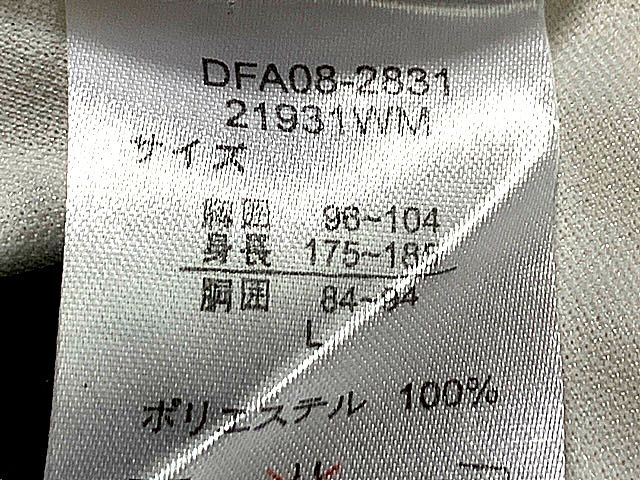 DFA08-2831
21931WM
サイズ
胸囲 96~104
身長 175~185
胴囲 84~94
L
ポリエステル 100%